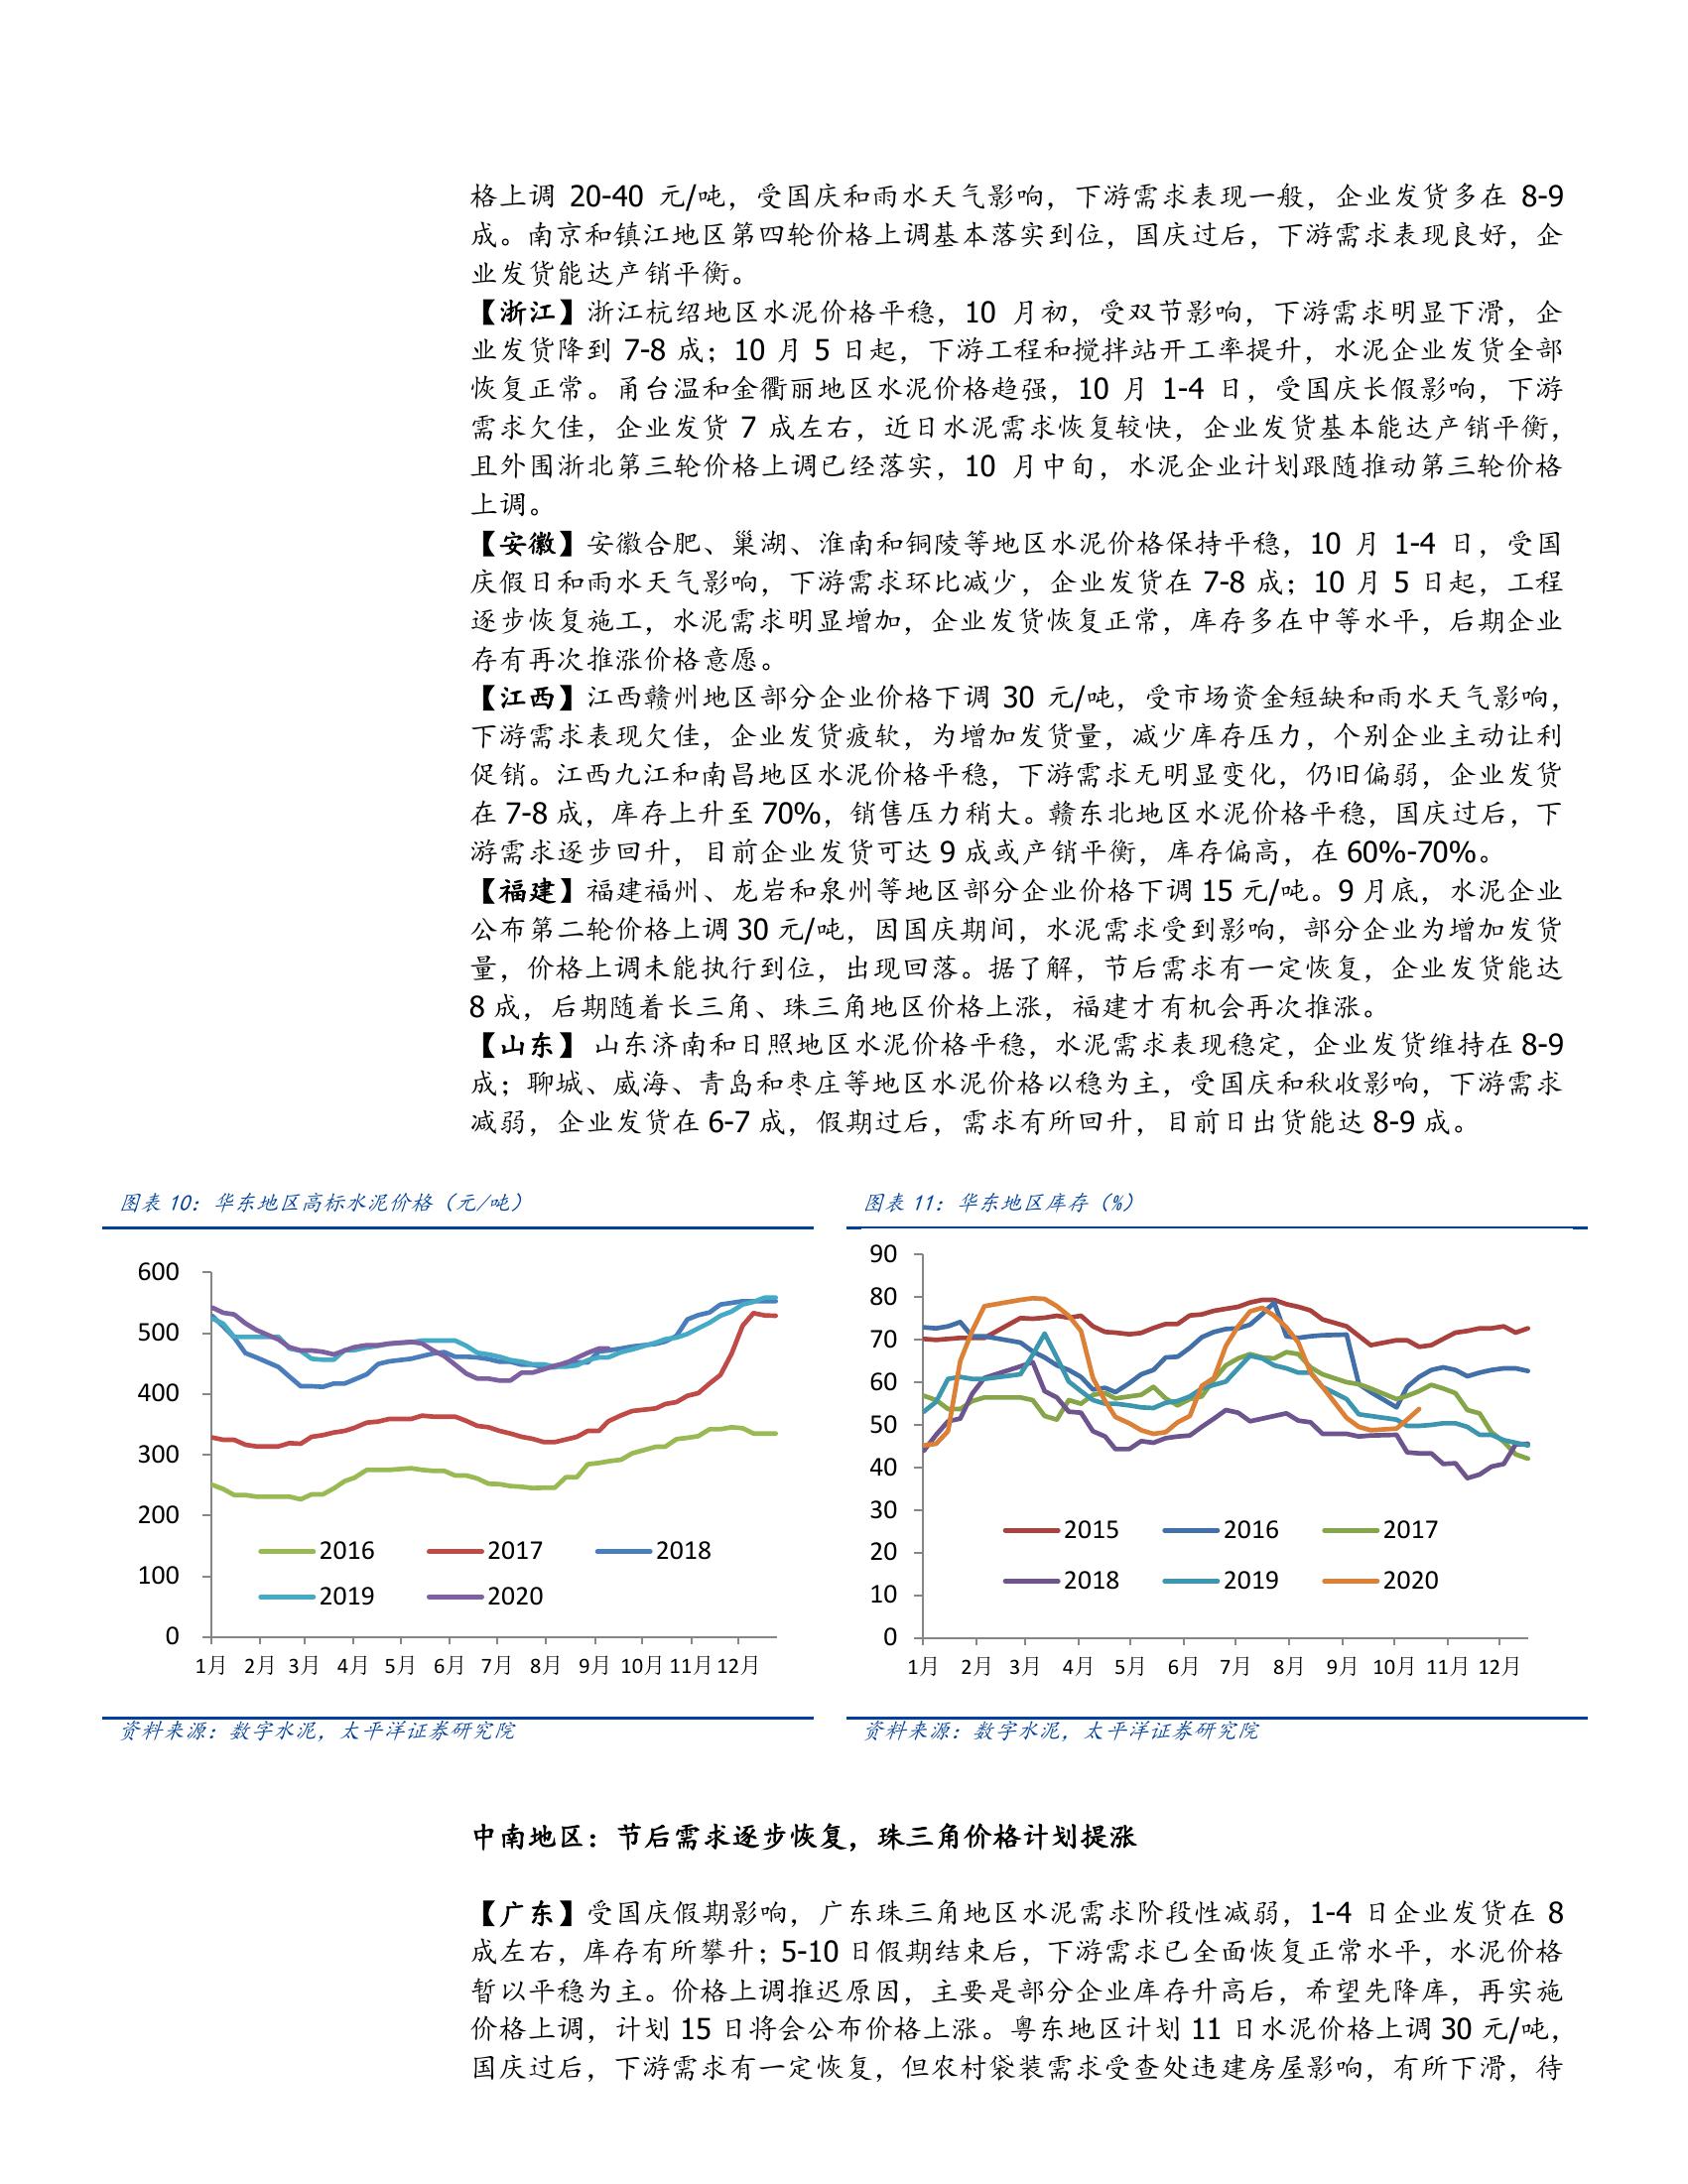 格上调 20-40 元/吨，受国庆和雨水天气影响，下游需求表现一般，企业发货多在 8-9
成。南京和镇江地区第四轮价格上调基本落实到位，国庆过后，下游需求表现良好，企
业发货能达产销平衡。
【浙江】浙江杭绍地区水泥价格平稳，10 月初，受双节影响，下游需求明显下滑，企
业发货降到 7-8 成；10 月 5 日起，下游工程和搅拌站开工率提升，水泥企业发货全部
恢复正常。甬台温和金衢丽地区水泥价格趋强，10 月 1-4 日，受国庆长假影响，下游
需求欠佳，企业发货 7 成左右，近日水泥需求恢复较快，企业发货基本能达产销平衡，
且外围浙北第三轮价格上调已经落实，10 月中旬，水泥企业计划跟随推动第三轮价格
上调。
【安徽】安徽合肥、巢湖、淮南和铜陵等地区水泥价格保持平稳，10 月 1-4 日，受国
庆假日和雨水天气影响，下游需求环比减少，企业发货在 7-8 成；10 月 5 日起，工程
逐步恢复施工，水泥需求明显增加，企业发货恢复正常，库存多在中等水平，后期企业
存有再次推涨价格意愿。
【江西】江西赣州地区部分企业价格下调 30 元/吨，受市场资金短缺和雨水天气影响，
下游需求表现欠佳，企业发货疲软，为增加发货量，减少库存压力，个别企业主动让利
促销。江西九江和南昌地区水泥价格平稳，下游需求无明显变化，仍旧偏弱，企业发货
在 7-8 成，库存上升至 70%，销售压力稍大。赣东北地区水泥价格平稳，国庆过后，下
游需求逐步回升，目前企业发货可达 9 成或产销平衡，库存偏高，在 60%-70%。
【福建】福建福州、龙岩和泉州等地区部分企业价格下调 15 元/吨。9 月底，水泥企业
公布第二轮价格上调 30 元/吨，因国庆期间，水泥需求受到影响，部分企业为增加发货
量，价格上调未能执行到位，出现回落。据了解，节后需求有一定恢复，企业发货能达
8 成，后期随着长三角、珠三角地区价格上涨，福建才有机会再次推涨。
【山东】 山东济南和日照地区水泥价格平稳，水泥需求表现稳定，企业发货维持在 8-9
成；聊城、威海、青岛和枣庄等地区水泥价格以稳为主，受国庆和秋收影响，下游需求
减弱，企业发货在 6-7 成，假期过后，需求有所回升，目前日出货能达 8-9 成。
图表 10：华东地区高标水泥价格（元/吨）
600
500
400
300
200
100
0
2016 2017 2018
2019 2020
1月 2月 3月 4月 5月 6月 7月 8月 9月 10月 11月 12月
资料来源：数字水泥，太平洋证券研究院
图表 11：华东地区库存（%）
90
80
70
60
50
40
30
20
10
0
2015 2016 2017
2018 2019 2020
1月 2月 3月 4月 5月 6月 7月 8月 9月 10月 11月 12月
资料来源：数字水泥，太平洋证券研究院
中南地区：节后需求逐步恢复，珠三角价格计划提涨
【广东】受国庆假期影响，广东珠三角地区水泥需求阶段性减弱，1-4 日企业发货在 8
成左右，库存有所攀升；5-10 日假期结束后，下游需求已全面恢复正常水平，水泥价格
暂以平稳为主。价格上调推迟原因，主要是部分企业库存升高后，希望先降库，再实施
价格上调，计划 15 日将会公布价格上涨。粤东地区计划 11 日水泥价格上调 30 元/吨，
国庆过后，下游需求有一定恢复，但农村袋装需求受查处违建房屋影响，有所下滑，待